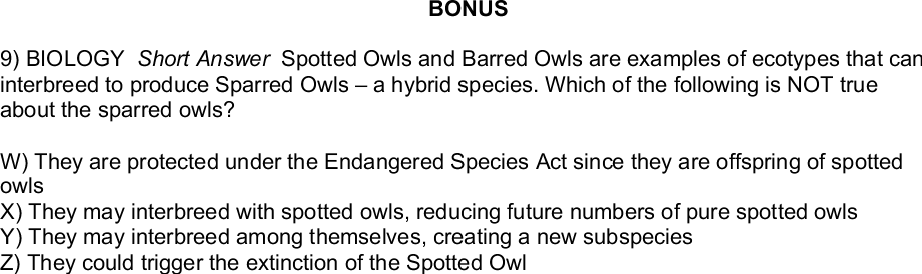 BONUS
9) BIOLOGY Short Answer Spotted Owls and Barred Owls are examples of ecotypes that can
interbreed to produce Sparred Owls – a hybrid species. Which of the following is NOT true
about the sparred owls?
W) They are protected under the Endangered Species Act since they are offspring of spotted
owls
X) They may interbreed with spotted owls, reducing future numbers of pure spotted owls
Y) They may interbreed among themselves, creating a new subspecies
Z) They could trigger the extinction of the Spotted Owl